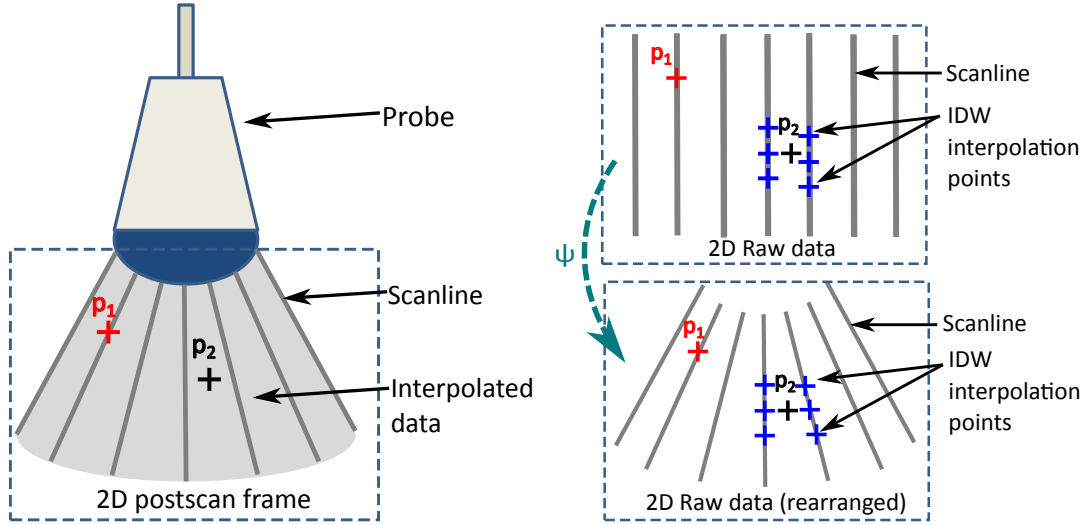 Probe
Scanline
p1
p2
Interpolated
data
2D postscan frame
p1
Scanline
p2
IDW
interpolation
points
2D Raw data
ψ
p1
Scanline
p2
IDW
interpolation
points
2D Raw data (rearranged)